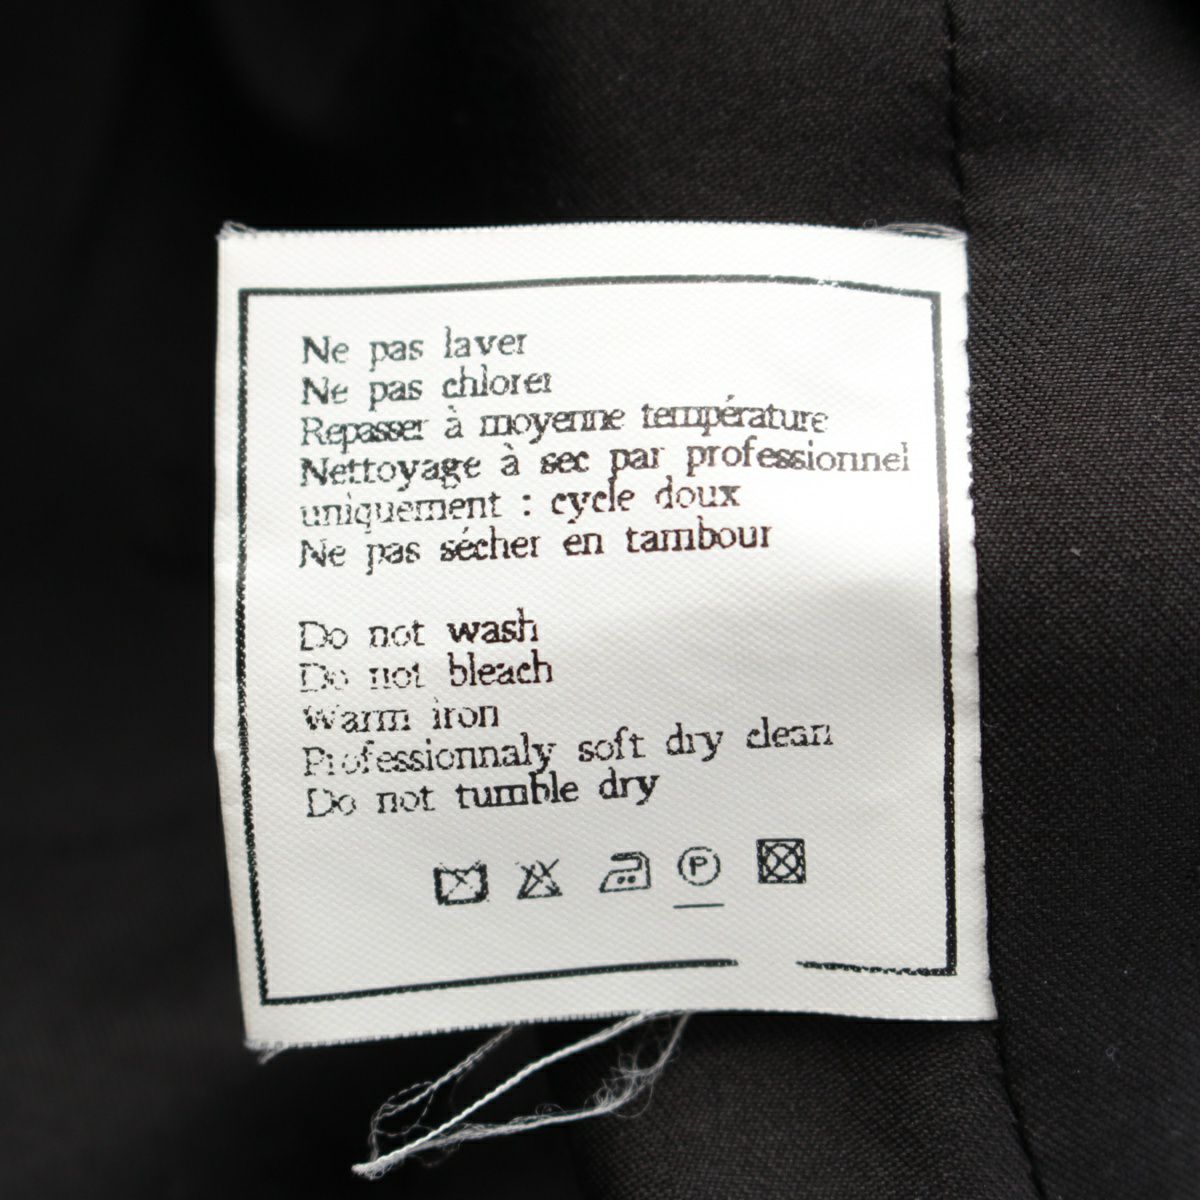 Ne pas laver
Ne pas chlorer
Repasser à moyenne température
Nettoyage à sec par professionnel
uniquement : cycle doux
Ne pas sécher en tambour
Do not wash
Do not bleach
Warm iron
Professionnaly soft dry clean
Do not tumble dry
P